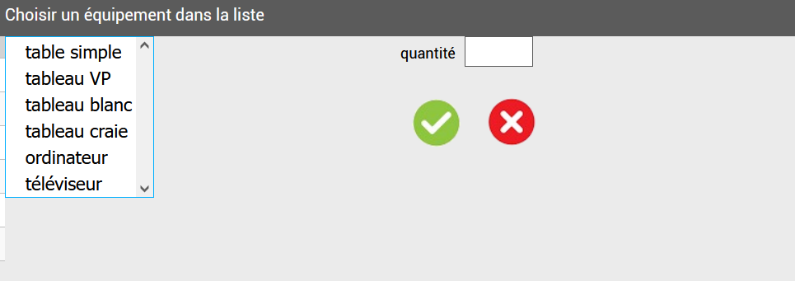 Choisir un équipement dans la liste
table simple
tableau VP
tableau blanc
tableau craie
ordinateur
téléviseur
quantité